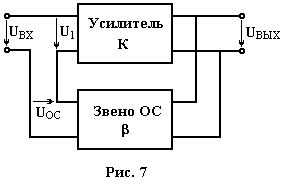 Усилитель
К
U1
UВХ
UВЫХ
UОС
Звено ОС
β
Рис. 7